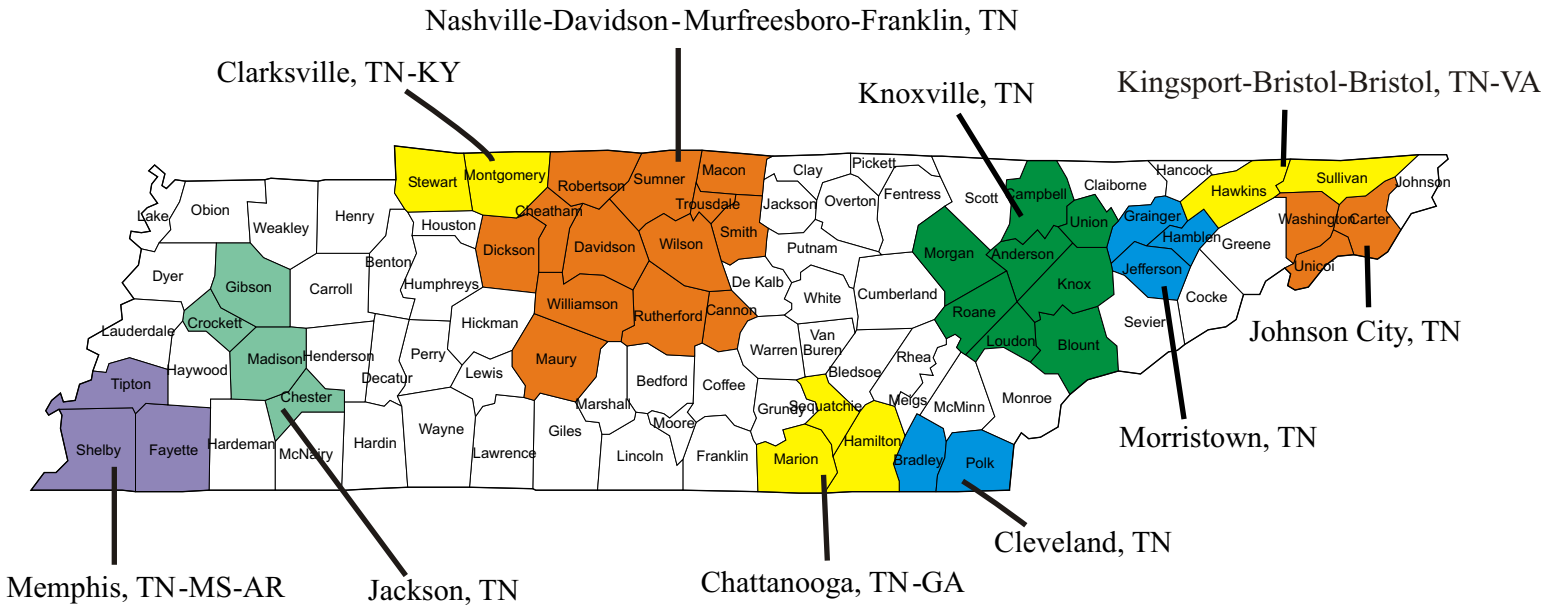 Nashville-Davidson-Murfreesboro-Franklin, TN
Clarksville, TN-KY
Knoxville, TN
Kingsport-Bristol-Bristol, TN-VA
Stewart
Montgomery
Robertson
Sumner
Macon
Clay
Pickett
Fentress
Scott
Campbell
Claiborne
Hancock
Hawkins
Sullivan
Johnson
Lake
Obion
Weakley
Henry
Houston
Cheatham
Trousdale
Smith
Jackson
Overton
Union
Grainger
Hamblen
Greene
Washington
Carter
Unicoi
Dyer
Gibson
Carroll
Benton
Humphreys
Dickson
Davidson
Wilson
Putnam
De Kalb
White
Cumberland
Morgan
Anderson
Knox
Jefferson
Cocke
Sevier
Lauderdale
Crockett
Haywood
Madison
Henderson
Decatur
Perry
Hickman
Lewis
Williamson
Maury
Rutherford
Cannon
Warren
Van
Buren
Bledsoe
Rhea
Roane
Loudon
Blount
Johnson City, TN
Tipton
Chester
Marshall
Bedford
Coffee
Grundy
Sequatchie
Meigs
McMinn
Monroe
Shelby
Fayette
Hardeman
McNairy
Hardin
Wayne
Lawrence
Giles
Moore
Lincoln
Franklin
Marion
Hamilton
Bradley
Polk
Morristown, TN
Cleveland, TN
Memphis, TN-MS-AR
Jackson, TN
Chattanooga, TN-GA